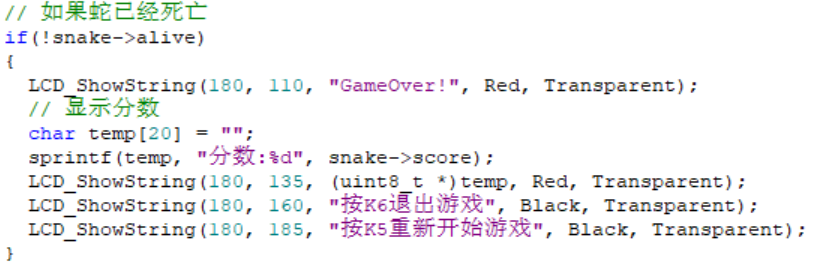 // 如果蛇已经死亡
if(!snake->alive)
{
  LCD_ShowString(180, 110, "GameOver!", Red, Transparent);
  // 显示分数
  char temp[20] = "";
  sprintf(temp, "分数:%d", snake->score);
  LCD_ShowString(180, 135, (uint8_t *)temp, Red, Transparent);
  LCD_ShowString(180, 160, "按K6退出游戏", Black, Transparent);
  LCD_ShowString(180, 185, "按K5重新开始游戏", Black, Transparent);
}